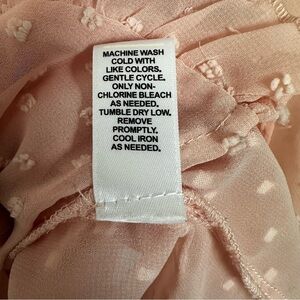 MACHINE WASH
COLD WITH
LIKE COLORS.
GENTLE CYCLE.
ONLY NON-
CHLORINE BLEACH
AS NEEDED.
TUMBLE DRY LOW.
REMOVE
PROMPTLY.
COOL IRON
AS NEEDED.